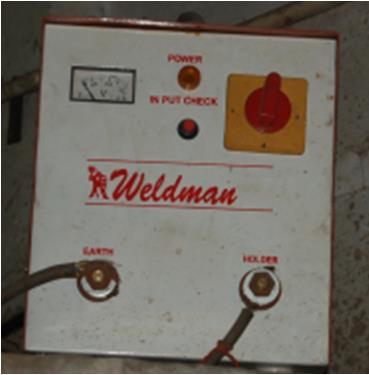 POWER
IN PUT CHECK
Weldman
EARTH
HOLDER